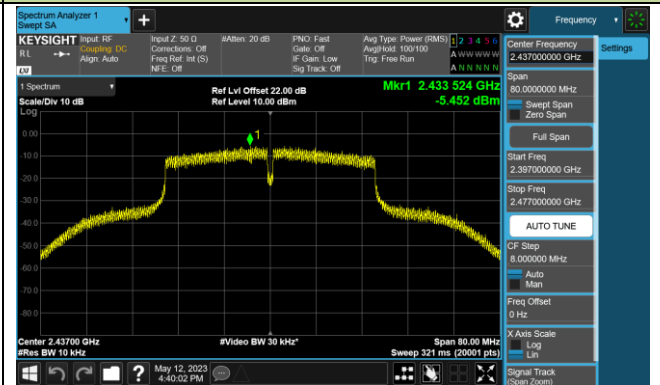 Spectrum Analyzer 1
Swept SA
Frequency
KEYSIGHT
RL
LXI
Input: RF
Coupling: DC
Align: Auto
Input Z: 50 Ω
Corrections: Off
Freq Ref: Int (S)
NFE: Off
#Atten: 20 dB
PNO: Fast
Gate: Off
IF Gain: Low
Sig Track: Off
Avg Type: Power (RMS)
Avg|Hold: 100/100
Trig: Free Run
1 2 3 4 5 6
A W W W W W
A N N N N N
1 Spectrum
Scale/Div 10 dB
Log
Ref Lvl Offset 22.00 dB
Ref Level 10.00 dBm
Mkr1 2.433 524 GHz
-5.452 dBm
1
0.00
-10.0
-20.0
-30.0
-40.0
-50.0
-60.0
-70.0
-80.0
Center 2.43700 GHz
#Res BW 10 kHz
#Video BW 30 kHz*
Span 80.00 MHz
Sweep 321 ms (20001 pts)
May 12, 2023
4:40:02 PM
Center Frequency
2.437000000 GHz
Settings
Span
80.0000000 MHz
Swept Span
Zero Span
Full Span
Start Freq
2.397000000 GHz
Stop Freq
2.477000000 GHz
AUTO TUNE
CF Step
8.000000 MHz
Auto
Man
Freq Offset
0 Hz
X Axis Scale
Log
Lin
Signal Track
(Span Zoom)